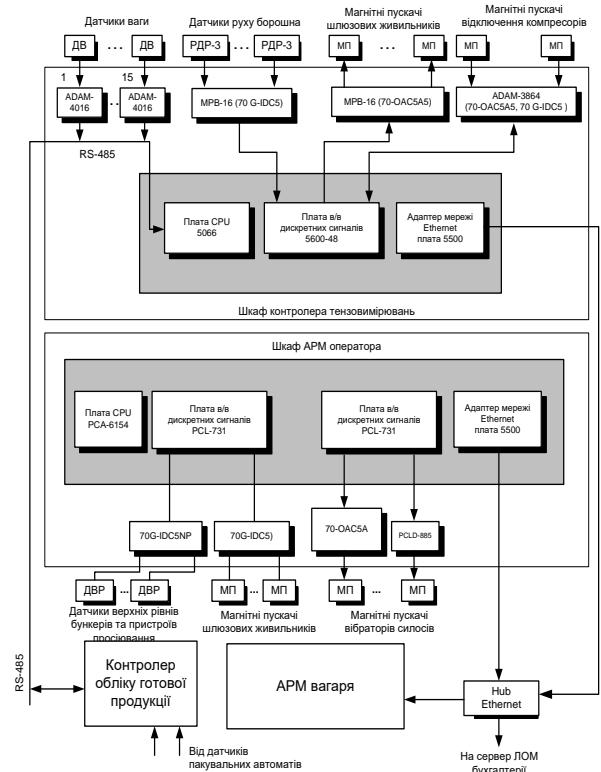 Датчики ваги
Датчики руху борошна
Магнітні пускачі
шлюзових живильників
Магнітні пускачі
відключення компресорів
ДВ ... ДВ
РДР-3 ... РДР-3
МП ... МП
МП МП
1
15
ADAM-
4016
..
ADAM-
4016
MPB-16 (70 G-IDC5)
MPB-16 (70-OAC5A5)
ADAM-3864
(70-OAC5A5, 70 G-IDC5 )
RS-485
Плата CPU
5066
Плата в/в
дискретних сигналів
5600-48
Адаптер мережі
Ethernet
плата 5500
Шкаф контролера тензовимірювань
Шкаф АРМ оператора
Плата CPU
PCA-6154
Плата в/в
дискретних сигналів
PCL-731
Плата в/в
дискретних сигналів
PCL-731
Адаптер мережі
Ethernet
плата 5500
70G-IDC5NP
70G-IDC5)
70-OAC5A
PCLD-885
ДВР ... ДВР
МП ... МП
МП ... МП
Датчики верхніх рівнів
бункерів та пристроїв
просіювання
Магнітні пускачі
шлюзових живильників
Магнітні пускачі
вібраторів силосів
RS-485
Контролер
обліку готової
продукції
АРМ вагаря
Hub
Ethernet
Від датчиків
пакувальних автоматів
На сервер ЛОМ
бухгалтерії